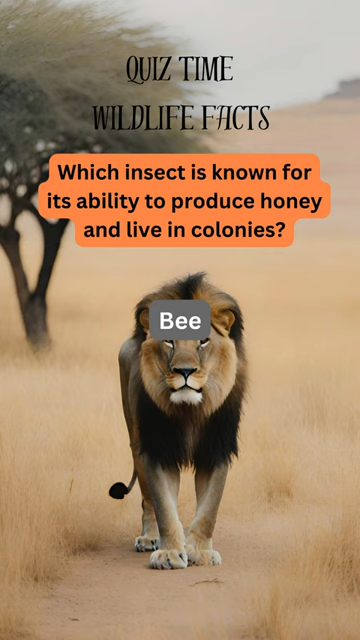 QUIZ TIME
WILDLIFE FACTS
Which insect is known for
its ability to produce honey
and live in colonies?
Bee